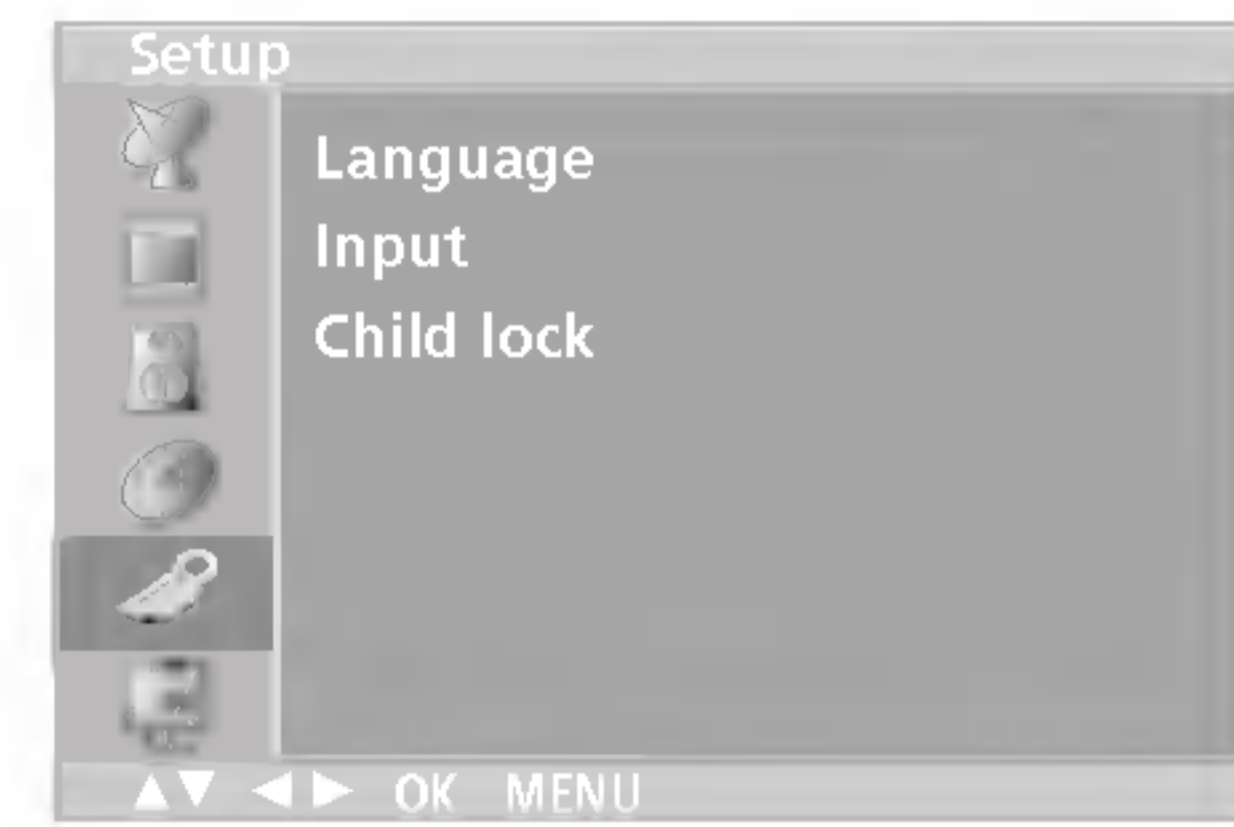 Setup
Language
Input
Child lock
▲▼ ◀ ▶ OK MENU